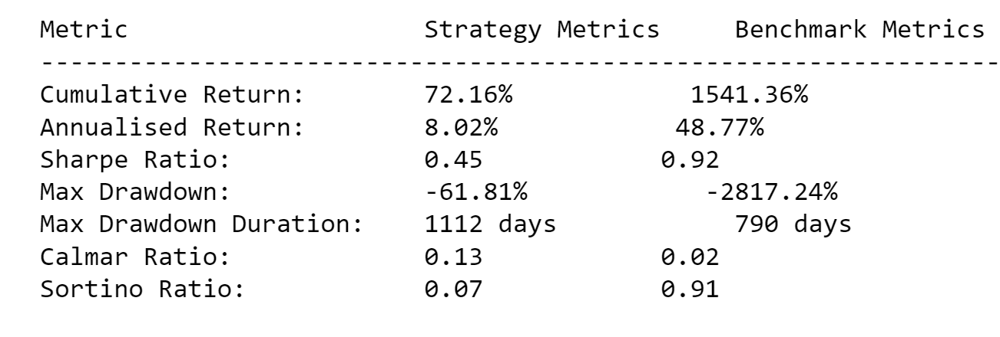 Metric Strategy Metrics Benchmark Metrics
-----------------------------------------------------------------
Cumulative Return: 72.16% 1541.36%
Annualised Return: 8.02% 48.77%
Sharpe Ratio: 0.45 0.92
Max Drawdown: -61.81% -2817.24%
Max Drawdown Duration: 1112 days 790 days
Calmar Ratio: 0.13 0.02
Sortino Ratio: 0.07 0.91